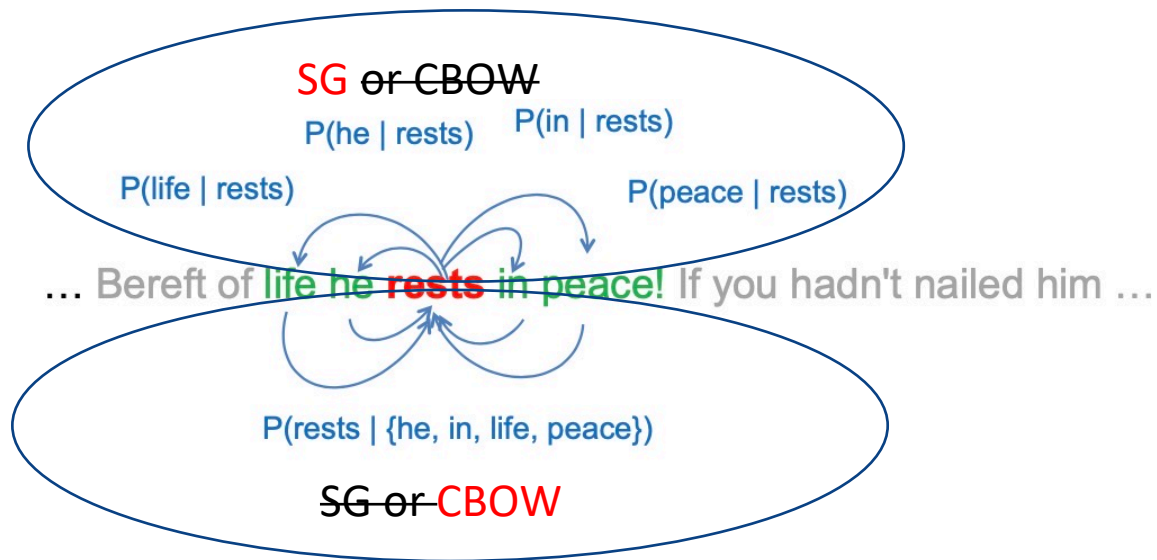 SG or CBOW
P(he | rests) P(in | rests)
P(life | rests) P(peace | rests)
... Bereft of life he rests in peace! If you hadn't nailed him ...
P(rests | {he, in, life, peace})
SG or CBOW